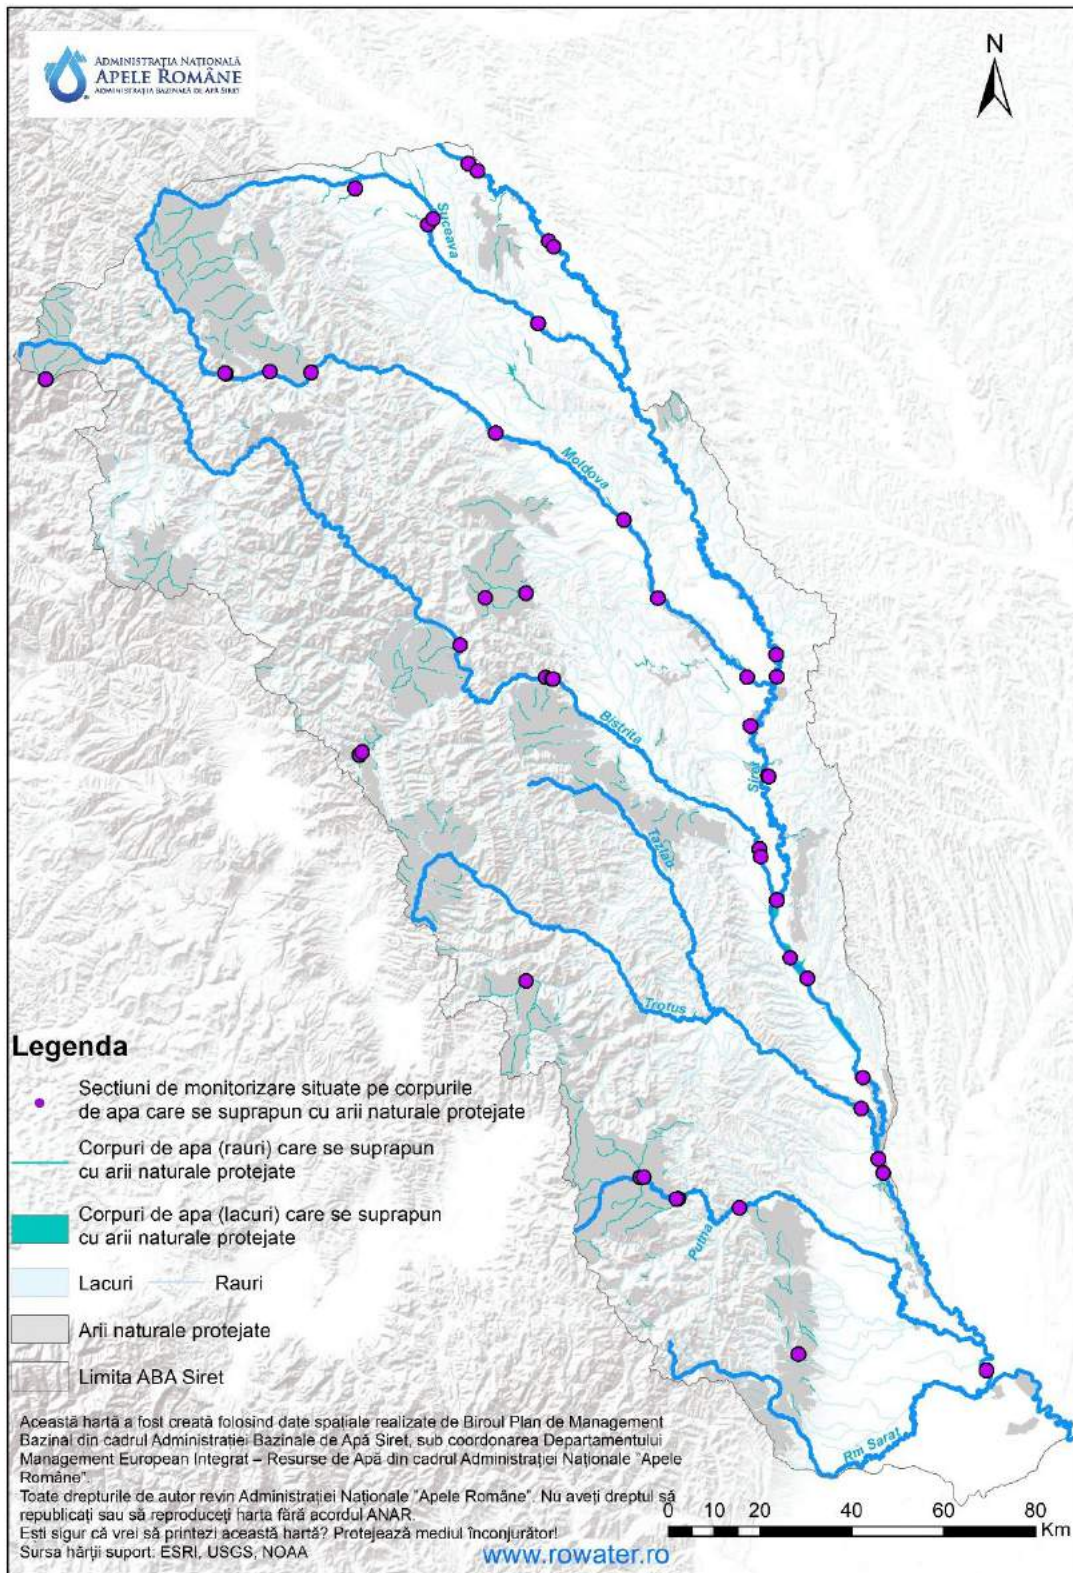 ADMINISTRAȚIA NAȚIONALĂ
APELE ROMÂNE
ADMINISTRAȚIA BAZINALĂ DE APĂ SIRET
N
Suceava
Moldova
Bistrita
Siret
Tazlau
Trotus
Putna
Rm Sarat
Legenda
Sectiuni de monitorizare situate pe corpurile
de apa care se suprapun cu arii naturale protejate
Corpuri de apa (rauri) care se suprapun
cu arii naturale protejate
Corpuri de apa (lacuri) care se suprapun
cu arii naturale protejate
Lacuri Rauri
Arii naturale protejate
Limita ABA Siret
Această hartă a fost creată folosind date spațiale realizate de Biroul Plan de Management
Bazinal din cadrul Administrației Bazinale de Apă Siret, sub coordonarea Departamentului
Management European Integrat – Resurse de Apă din cadrul Administrației Naționale "Apele
Române".
Toate drepturile de autor revin Administrației Naționale "Apele Române". Nu aveți dreptul să
republicați sau să reproduceți harta fără acordul ANAR.
Ești sigur că vrei să printezi această hartă? Protejează mediul înconjurător!
Sursa hărții suport: ESRI, USGS, NOAA
www.rowater.ro
0 10 20 40 60 80
Km